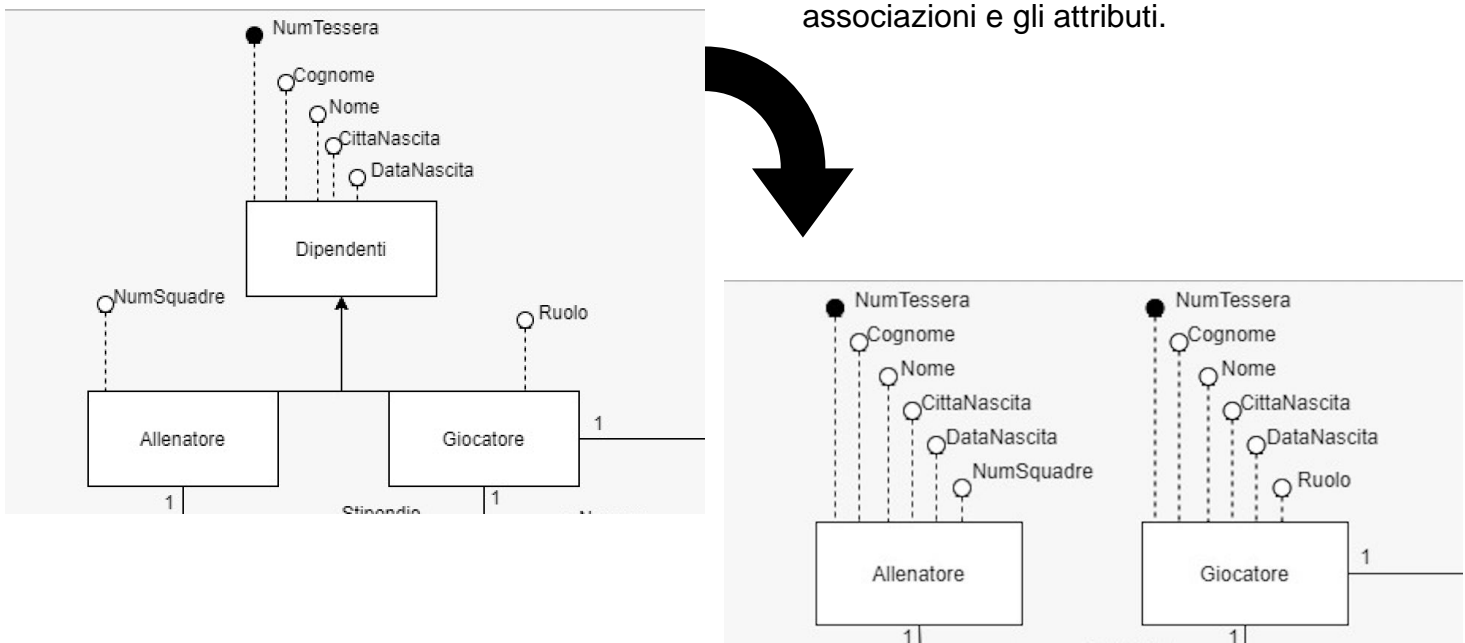 associazioni e gli attributi.
NumTessera
Cognome
Nome
CittaNascita
DataNascita
Dipendenti
NumSquadre
Ruolo
Allenatore
Giocatore
1
1
1
Stipendio
NumTessera
Cognome
Nome
CittaNascita
DataNascita
NumSquadre
Allenatore
1
NumTessera
Cognome
Nome
CittaNascita
DataNascita
Ruolo
Giocatore
1
1